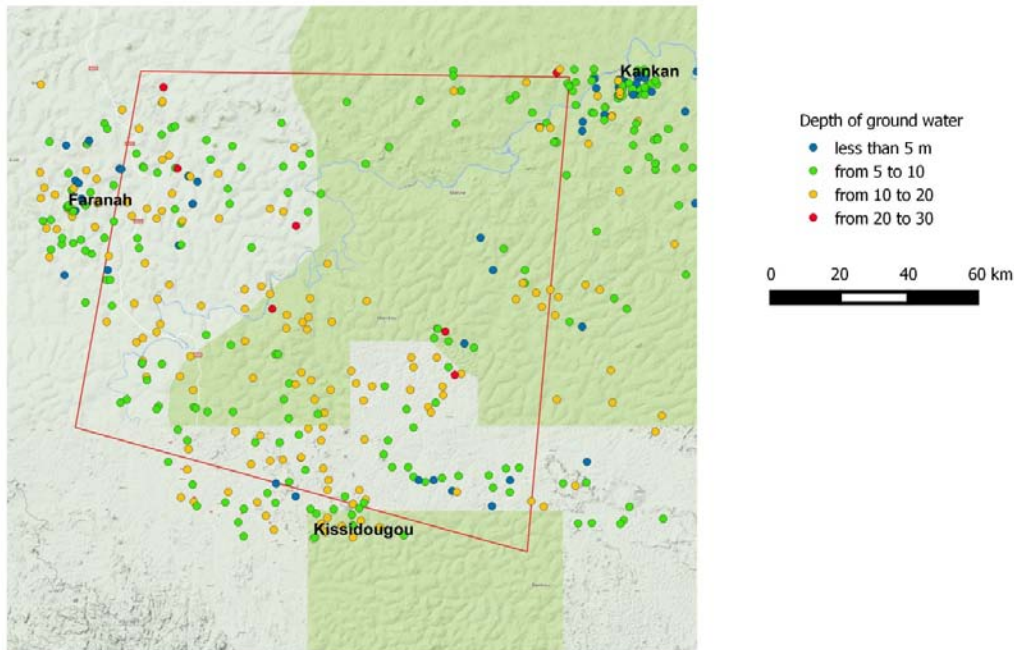 Kankan
Faranah
Kissidougou
Depth of ground water
less than 5 m
from 5 to 10
from 10 to 20
from 20 to 30
0 20 40 60 km